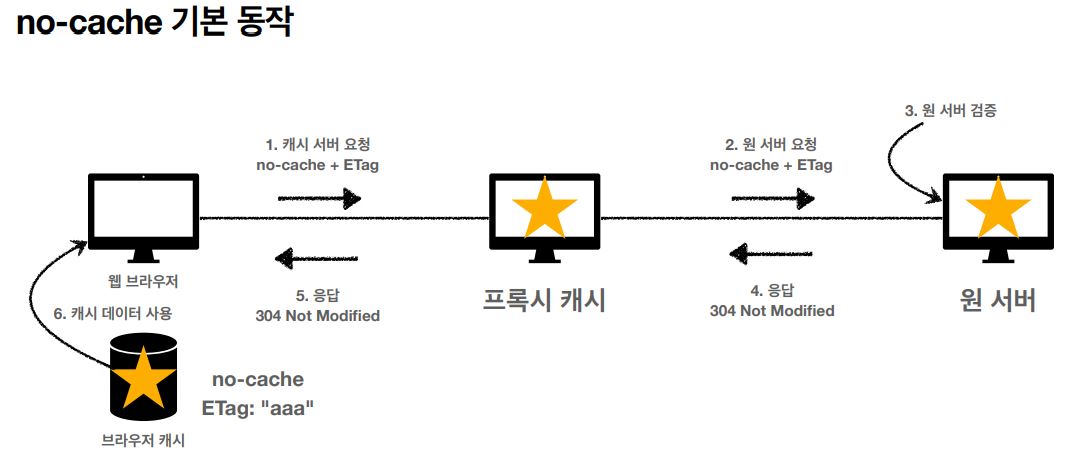 no-cache 기본 동작
3. 원 서버 검증
1. 캐시 서버 요청
no-cache + ETag
2. 원 서버 요청
no-cache + ETag
웹 브라우저
5. 응답
304 Not Modified
프록시 캐시
4. 응답
304 Not Modified
원 서버
6. 캐시 데이터 사용
no-cache
ETag: "aaa"
브라우저 캐시